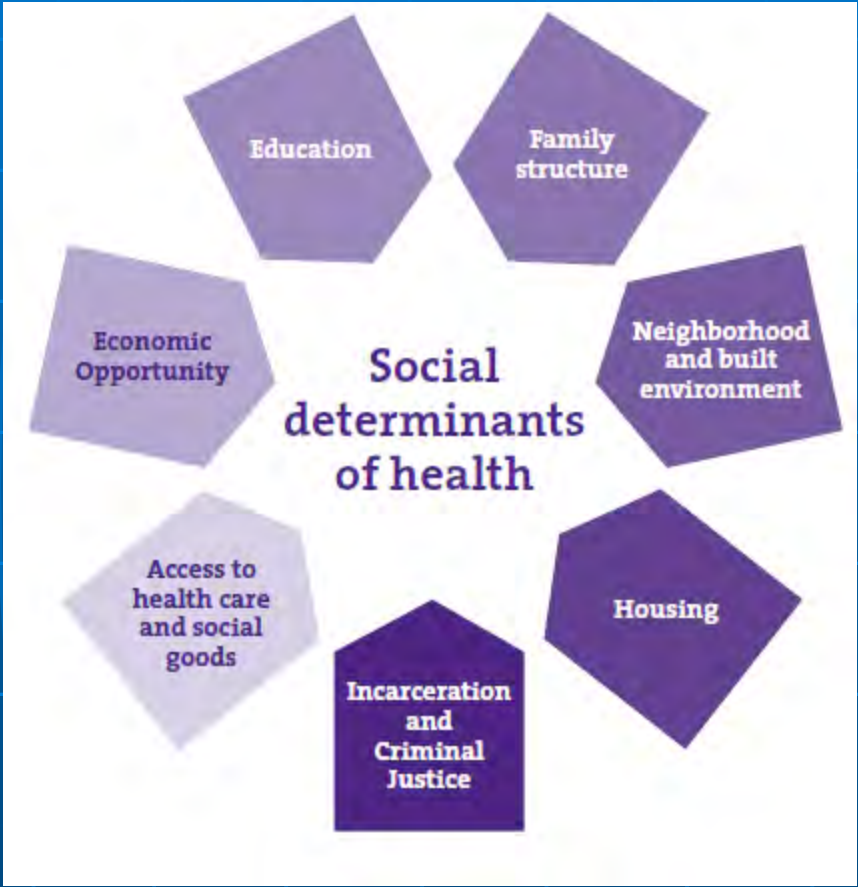 Education
Family
structure
Economic
Opportunity
Neighborhood
and built
environment
Social
determinants
of health
Access to
health care
and social
goods
Housing
Incarceration
and
Criminal
Justice